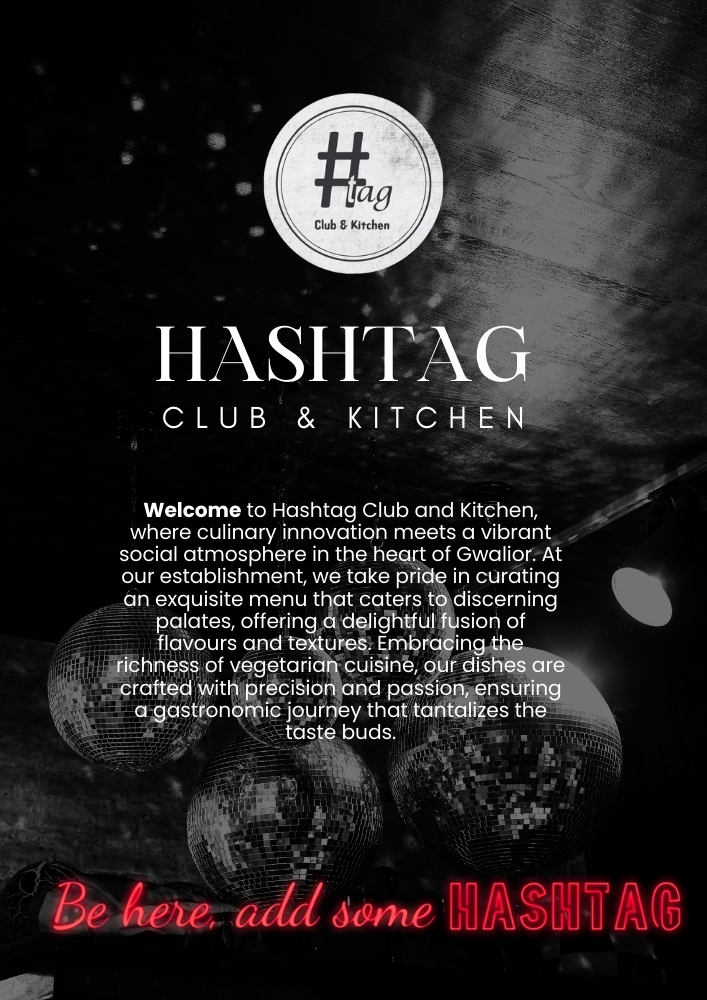 #tag
Club & Kitchen
HASHTAG
CLUB & KITCHEN
Welcome to Hashtag Club and Kitchen,
where culinary innovation meets a vibrant
social atmosphere in the heart of Gwalior. At
our establishment, we take pride in curating
an exquisite menu that caters to discerning
palates, offering a delightful fusion of
flavours and textures. Embracing the
richness of vegetarian cuisine, our dishes are
crafted with precision and passion, ensuring
a gastronomic journey that tantalizes the
taste buds.
Be here, add some HASHTAG